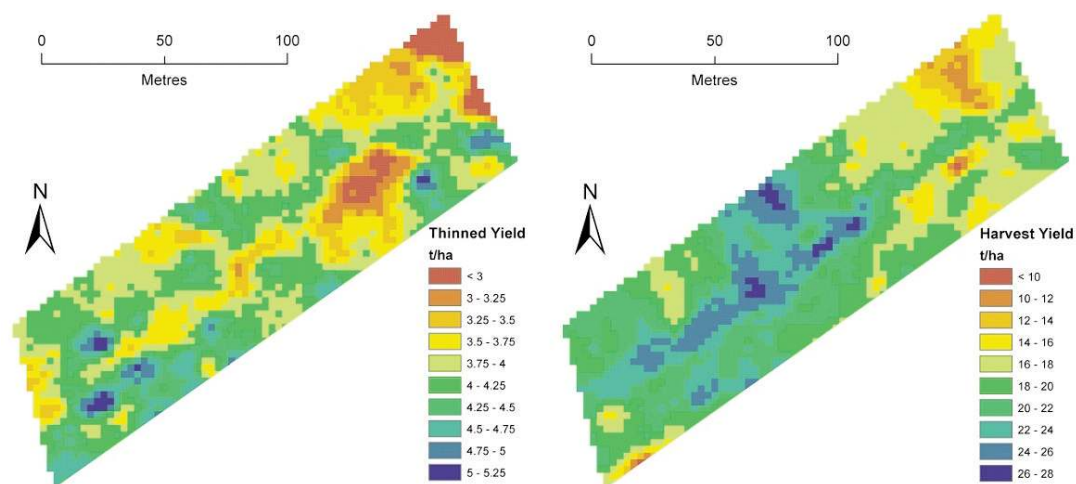 0 50 100
Metres
N
Thinned Yield
t/ha
< 3
3 - 3.25
3.25 - 3.5
3.5 - 3.75
3.75 - 4
4 - 4.25
4.25 - 4.5
4.5 - 4.75
4.75 - 5
5 - 5.25
0 50 100
Metres
N
Harvest Yield
t/ha
< 10
10 - 12
12 - 14
14 - 16
16 - 18
18 - 20
20 - 22
22 - 24
24 - 26
26 - 28